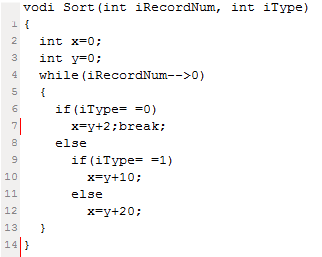 vodi Sort(int iRecordNum, int iType)
1 {
2 int x=0;
3 int y=0;
4 while(iRecordNum-->0)
5 {
6 if(iType= =0)
7 x=y+2;break;
8 else
9 if(iType= =1)
10 x=y+10;
11 else
12 x=y+20;
13 }
14 }